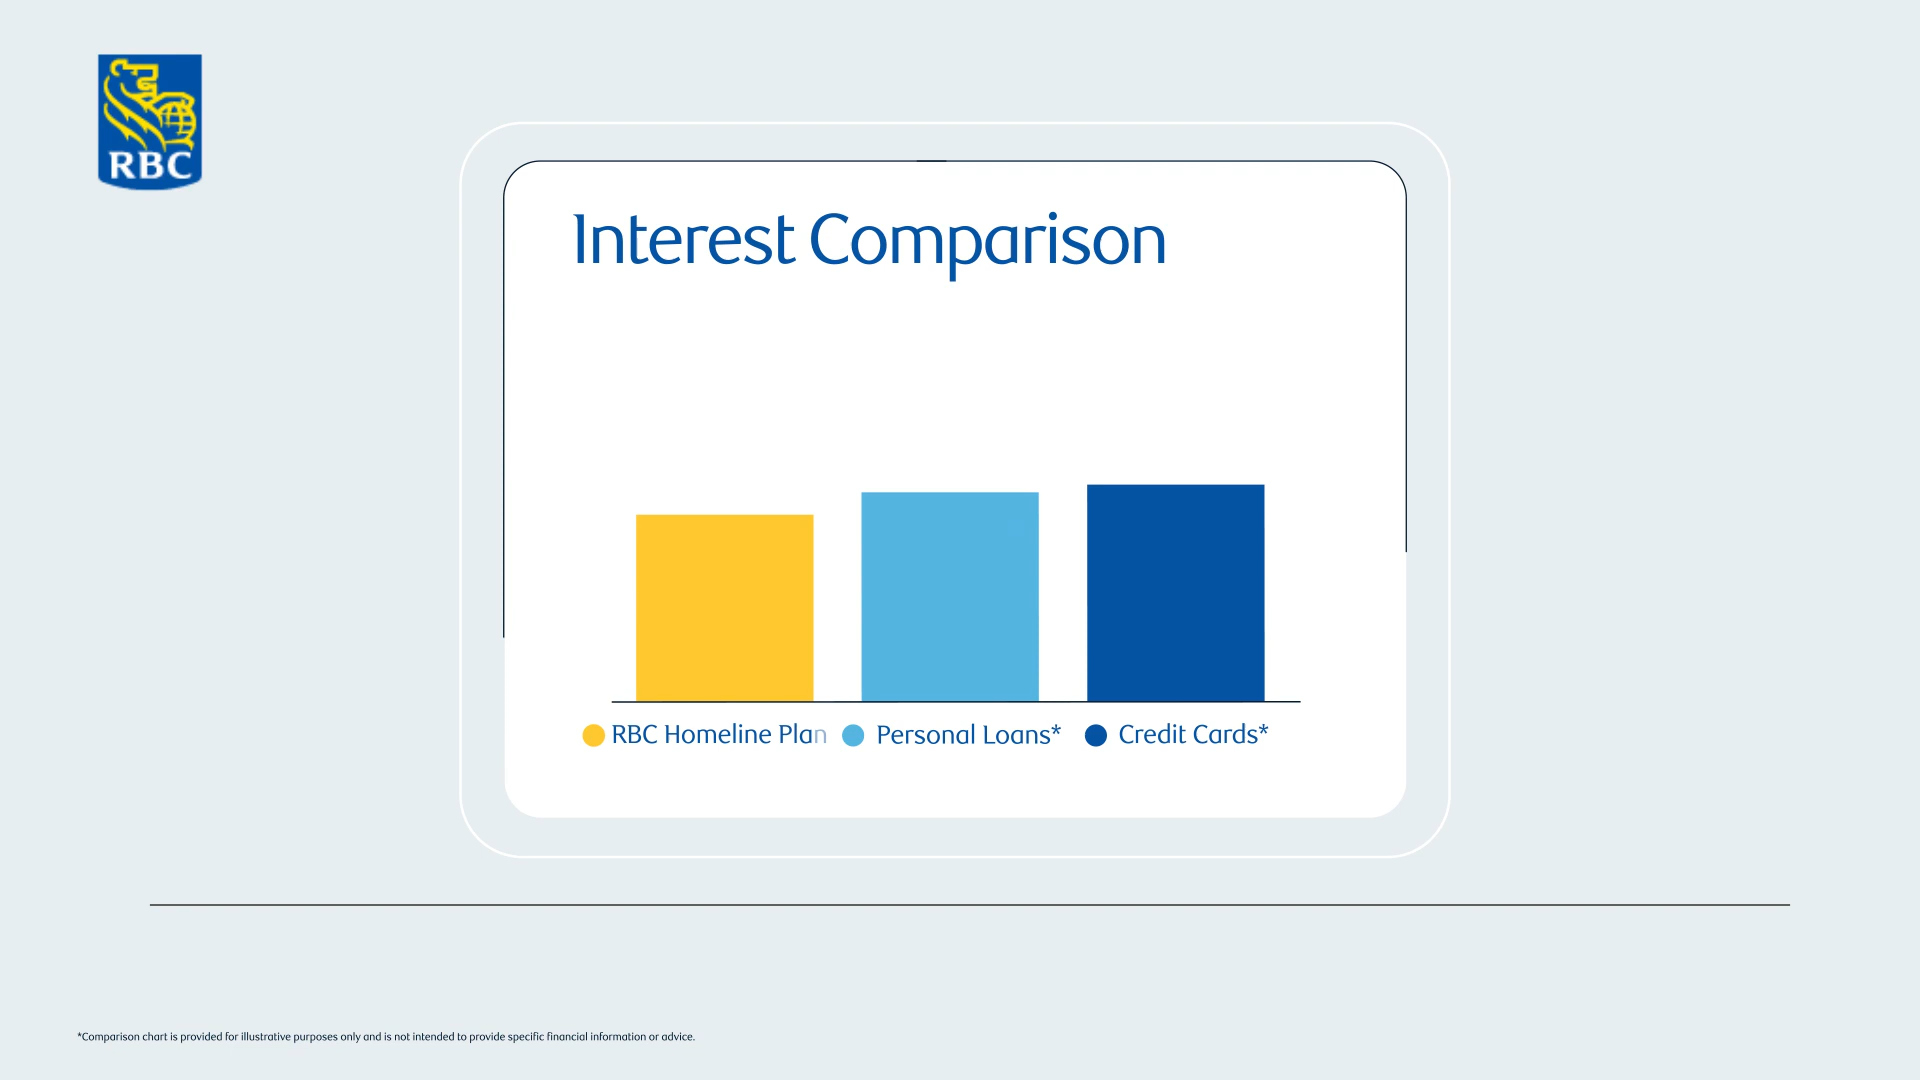 RBC
Interest Comparison
RBC Homeline Plan
Personal Loans*
Credit Cards*
*Comparison chart is provided for illustrative purposes only and is not intended to provide specific financial information or advice.